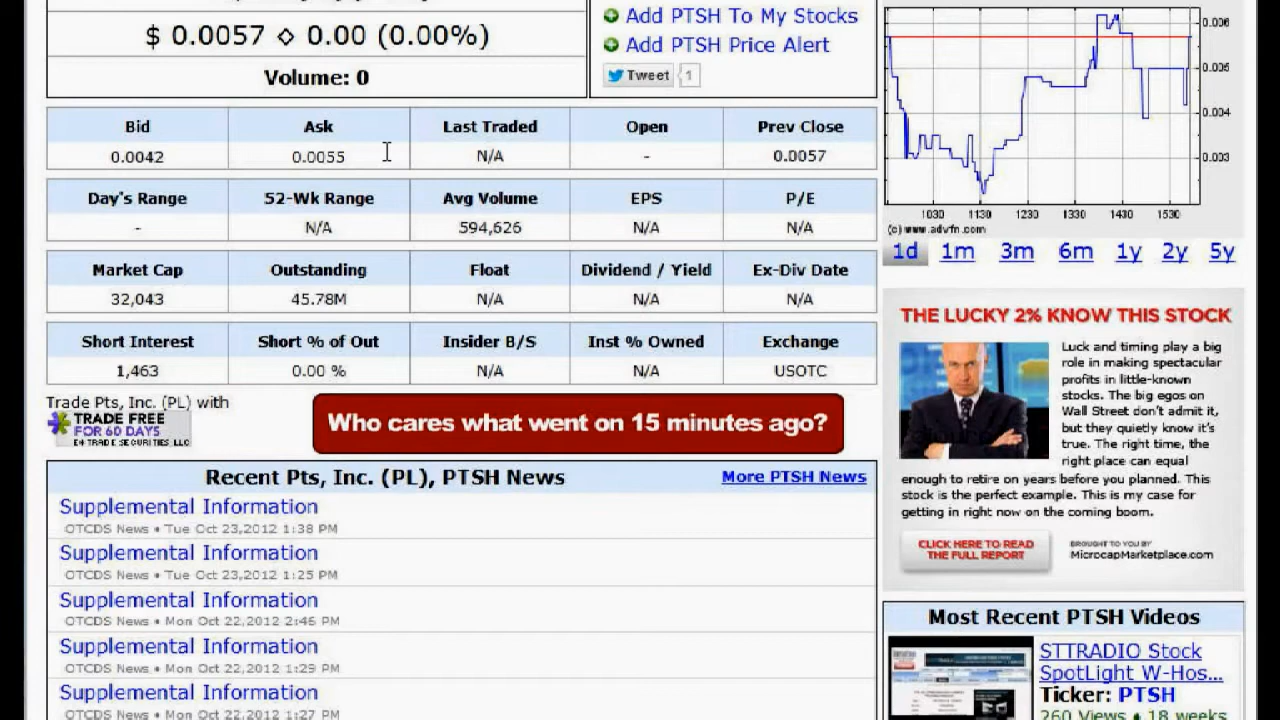 $ 0.0057 ◇ 0.00 (0.00%)
Volume: 0
Add PTSH To My Stocks
Add PTSH Price Alert
Tweet 1
Bid Ask Last Traded Open Prev Close
0.0042 0.0055 N/A - 0.0057
Day's Range 52-Wk Range Avg Volume EPS P/E
- N/A 594,626 N/A N/A
Market Cap Outstanding Float Dividend / Yield Ex-Div Date
32,043 45.78M N/A N/A N/A
Short Interest Short % of Out Insider B/S Inst % Owned Exchange
1,463 0.00 % N/A N/A USOTC
Trade Pts, Inc. (PL) with
TRADE FREE
FOR 60 DAYS
E*TRADE SECURITIES LLC
Who cares what went on 15 minutes ago?
Recent Pts, Inc. (PL), PTSH News
More PTSH News
Supplemental Information
OTCDS News • Tue Oct 23,2012 1:38 PM
Supplemental Information
OTCDS News • Tue Oct 23,2012 1:25 PM
Supplemental Information
OTCDS News • Mon Oct 22,2012 2:46 PM
Supplemental Information
OTCDS News • Mon Oct 22,2012 PM
Supplemental Information
OTCDS News • Mon Oct 22,2012 1:27 PM
0.006
0.005
0.004
0.003
1030 1130 1230 1330 1430 1530
(c) www.advfn.com
1d 1m 3m 6m 1y 2y 5y
THE LUCKY 2% KNOW THIS STOCK
Luck and timing play a big
role in making spectacular
profits in little-known
stocks. The big egos on
Wall Street don't admit it,
but they quietly know it's
true. The right time, the
right place can equal
enough to retire on years before you planned. This
stock is the perfect example. This is my case for
getting in right now on the coming boom.
CLICK HERE TO READ
THE FULL REPORT
BROUGHT TO YOU BY
MicrocapMarketplace.com
Most Recent PTSH Videos
STTRADIO Stock
SpotLight W-Hos...
Ticker: PTSH
260 Views • 18 weeks